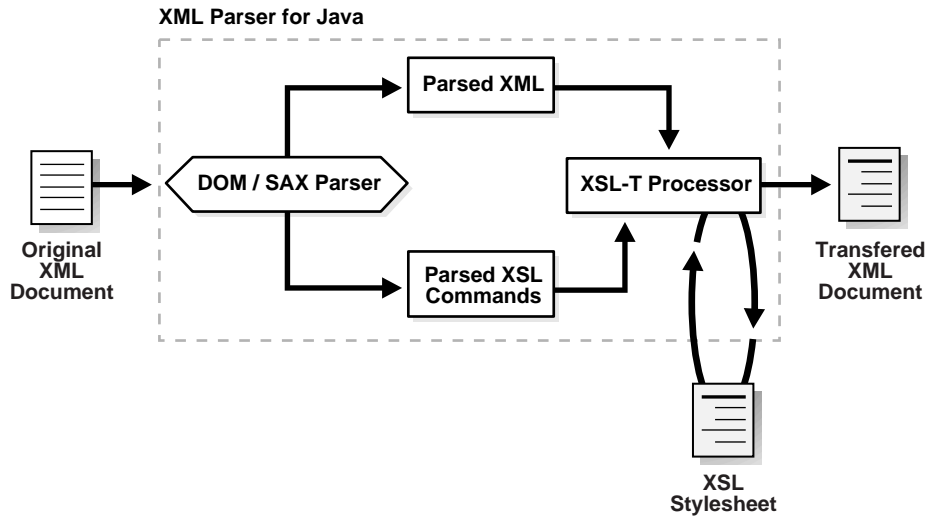 XML Parser for Java
Parsed XML
DOM / SAX Parser
XSL-T Processor
Original
XML
Document
Parsed XSL
Commands
Transfered
XML
Document
XSL
Stylesheet